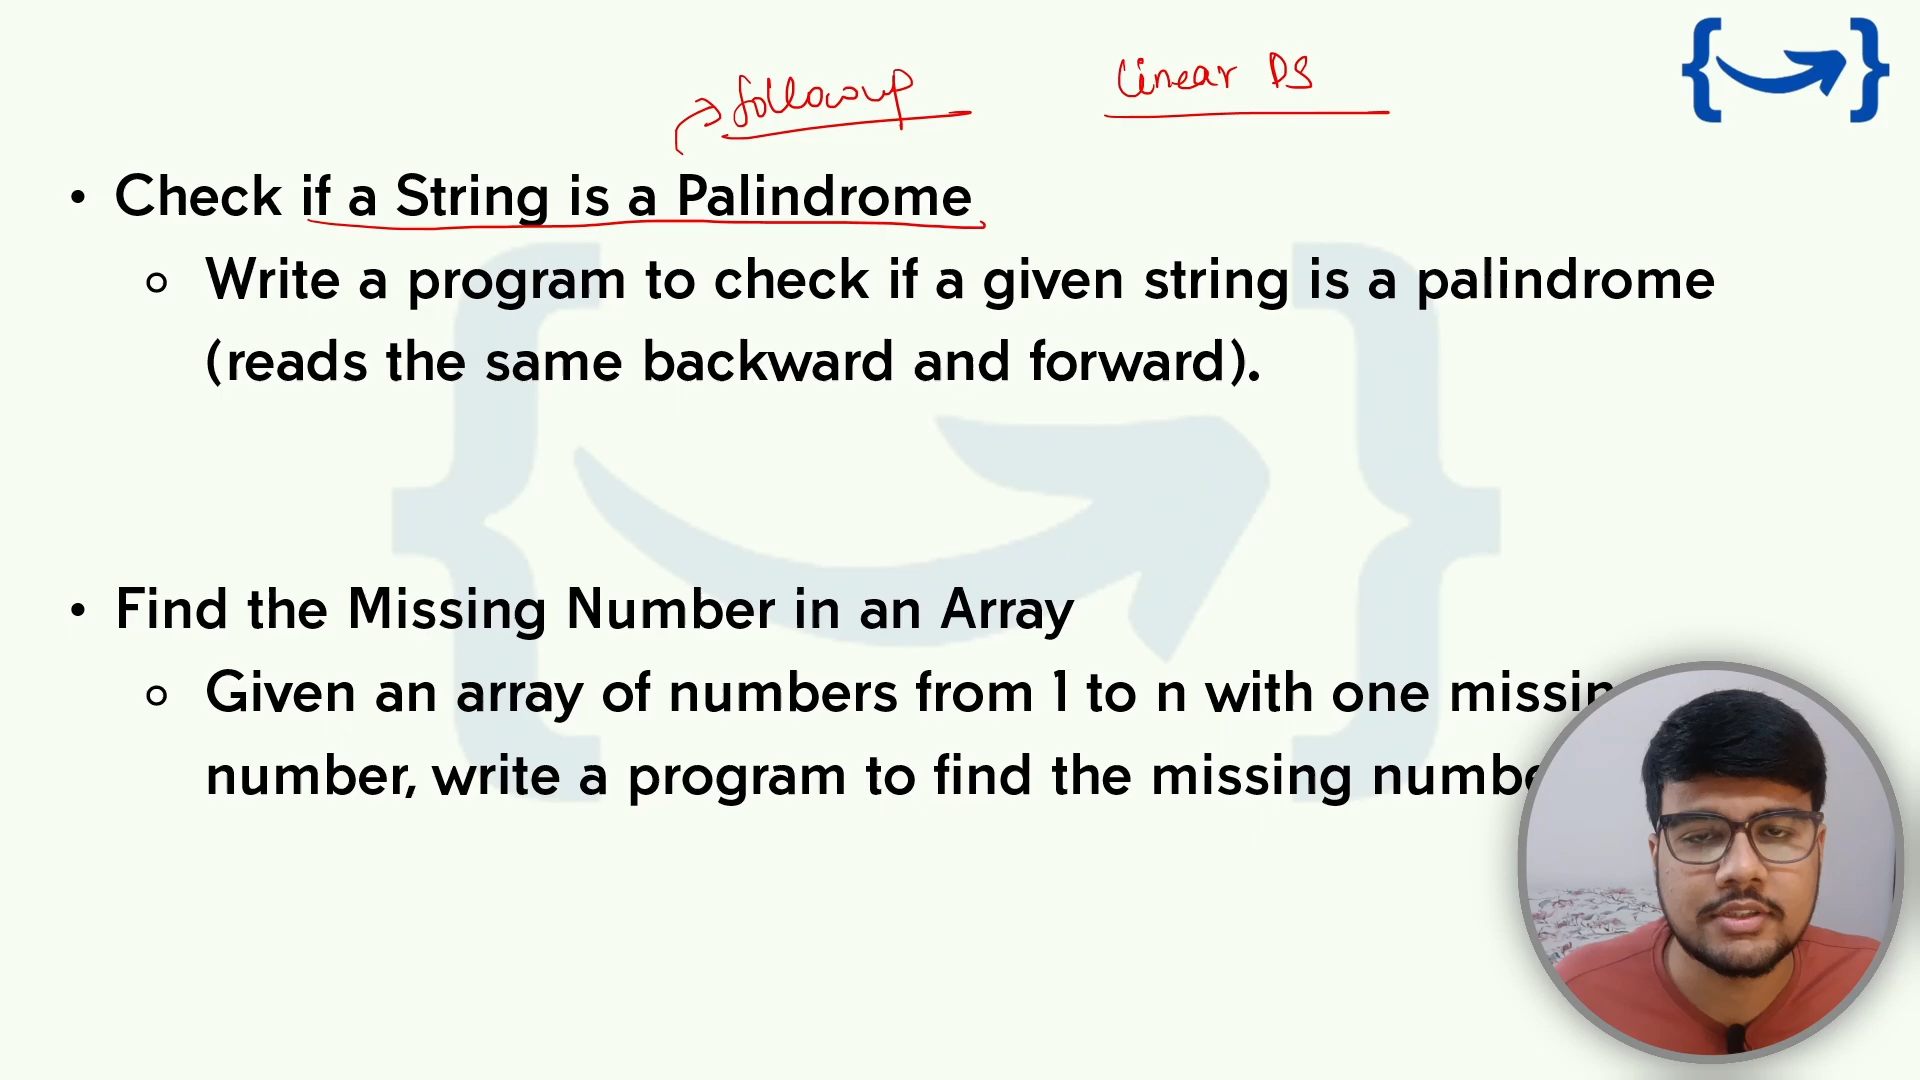 followup
Linear DS
• Check if a String is a Palindrome
○ Write a program to check if a given string is a palindrome
(reads the same backward and forward).
• Find the Missing Number in an Array
○ Given an array of numbers from 1 to n with one missin
number, write a program to find the missing numbe